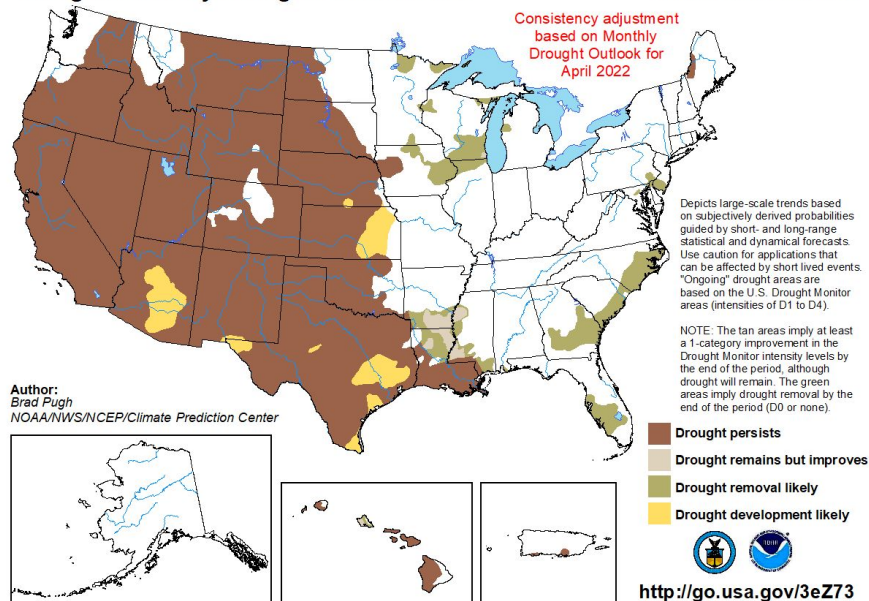 Consistency adjustment
based on Monthly
Drought Outlook for
April 2022
Depicts large-scale trends based
on subjectively derived probabilities
guided by short- and long-range
statistical and dynamical forecasts.
Use caution for applications that
can be affected by short lived events.
"Ongoing" drought areas are
based on the U.S. Drought Monitor
areas (intensities of D1 to D4).
NOTE: The tan areas imply at least
a 1-category improvement in the
Drought Monitor intensity levels by
the end of the period, although
drought will remain. The green
areas imply drought removal by the
end of the period (D0 or none).
Author:
Brad Pugh
NOAA/NWS/NCEP/Climate Prediction Center
Drought persists
Drought remains but improves
Drought removal likely
Drought development likely
http://go.usa.gov/3eZ73